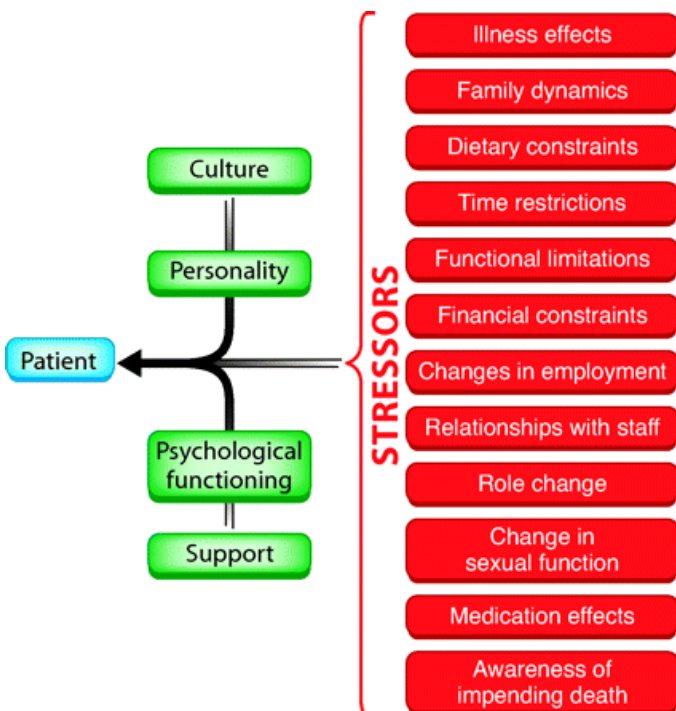 Culture
Personality
Patient
Psychological
functioning
Support
STRESSORS
Illness effects
Family dynamics
Dietary constraints
Time restrictions
Functional limitations
Financial constraints
Changes in employment
Relationships with staff
Role change
Change in
sexual function
Medication effects
Awareness of
impending death